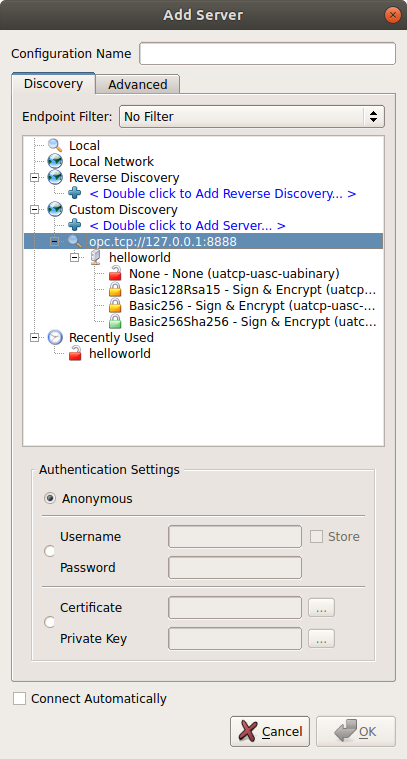 Add Server
Configuration Name
Discovery Advanced
Endpoint Filter: No Filter
Local
Local Network
Reverse Discovery
< Double click to Add Reverse Discovery... >
Custom Discovery
< Double click to Add Server... >
opc.tcp://127.0.0.1:8888
helloworld
None - None (uatcp-uasc-uabinary)
Basic128Rsa15 - Sign & Encrypt (uatcp...
Basic256 - Sign & Encrypt (uatcp-uasc-...
Basic256Sha256 - Sign & Encrypt (uatc...
Recently Used
helloworld
Authentication Settings
Anonymous
Username Store
Password
Certificate ...
Private Key ...
Connect Automatically
Cancel OK